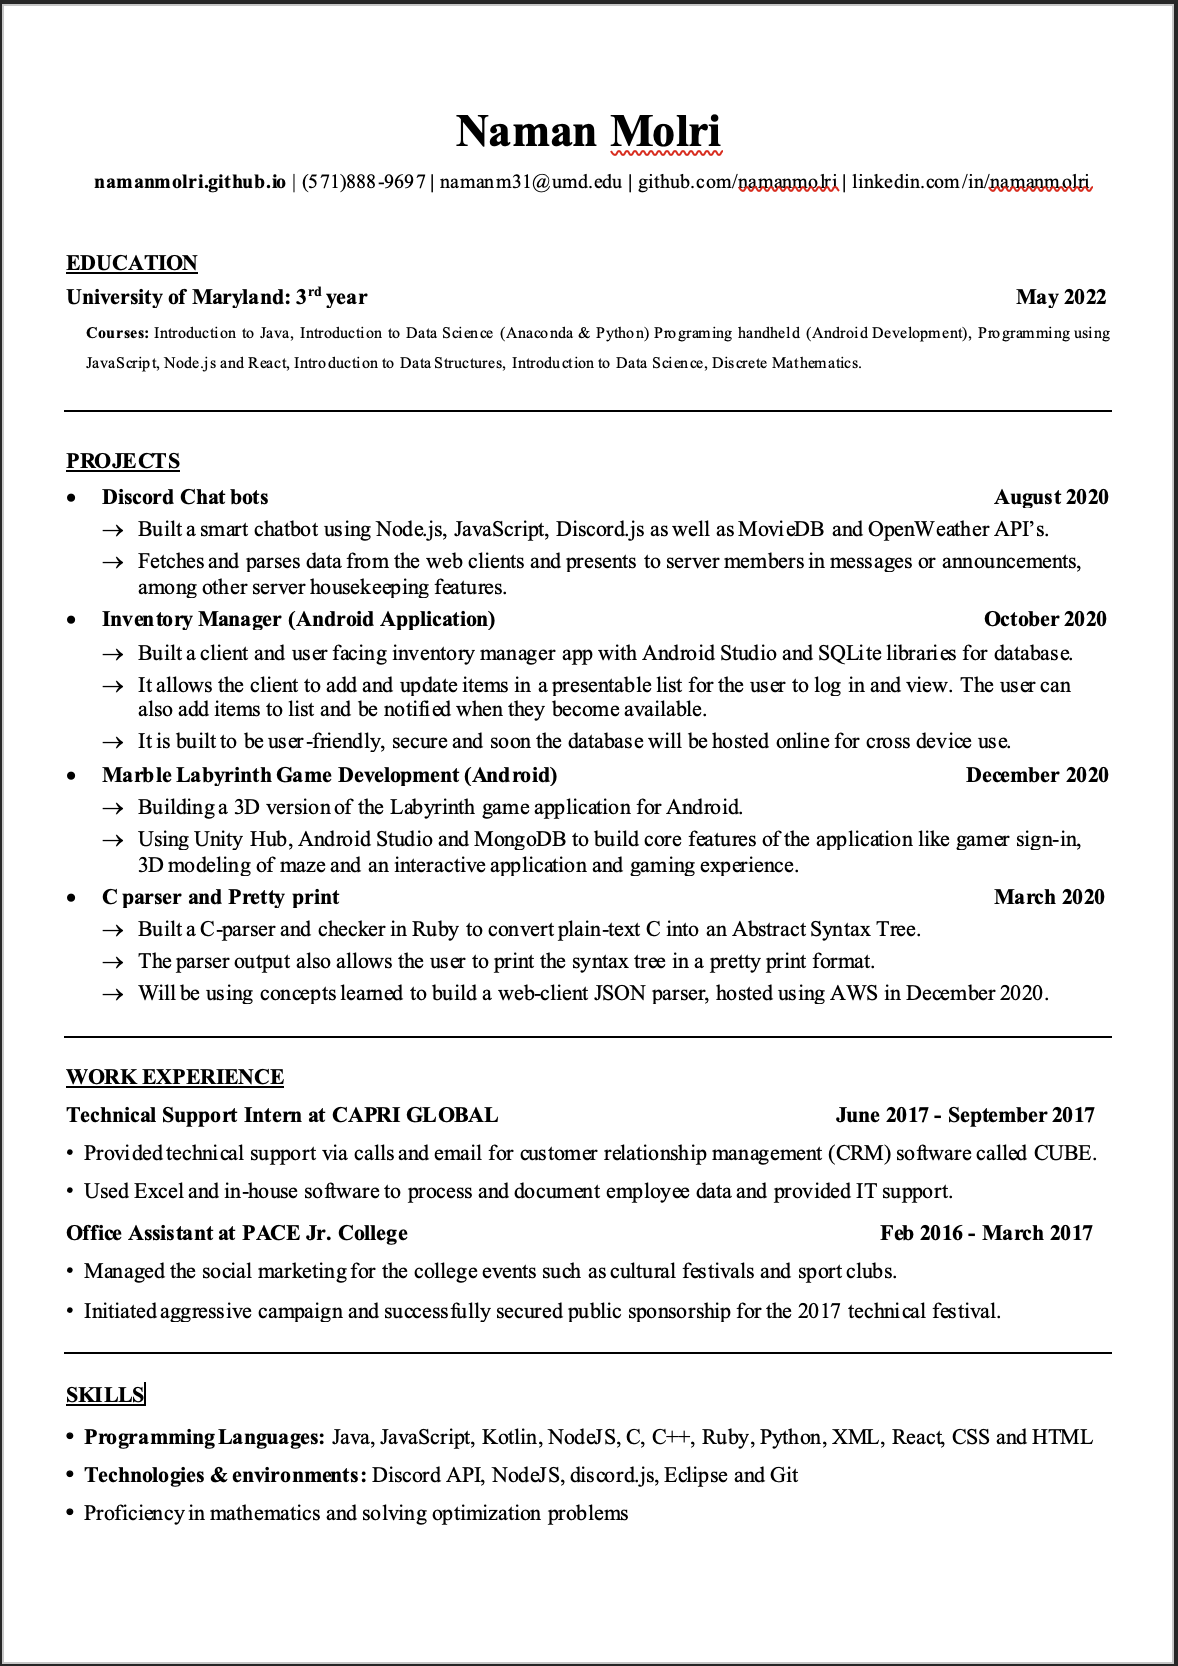 Naman Molri
namanmolri.github.io | (571)888-9697 | namanm31@umd.edu | github.com/namanmolri | linkedin.com/in/namanmolri
EDUCATION
University of Maryland: 3rd year May 2022
Courses: Introduction to Java, Introduction to Data Science (Anaconda & Python) Programing handheld (Android Development), Programming using
JavaScript, Node.js and React, Introduction to Data Structures, Introduction to Data Science, Discrete Mathematics.
PROJECTS
• Discord Chat bots August 2020
→ Built a smart chatbot using Node.js, JavaScript, Discord.js as well as MovieDB and OpenWeather API’s.
→ Fetches and parses data from the web clients and presents to server members in messages or announcements,
among other server housekeeping features.
• Inventory Manager (Android Application) October 2020
→ Built a client and user facing inventory manager app with Android Studio and SQLite libraries for database.
→ It allows the client to add and update items in a presentable list for the user to log in and view. The user can
also add items to list and be notified when they become available.
→ It is built to be user-friendly, secure and soon the database will be hosted online for cross device use.
• Marble Labyrinth Game Development (Android) December 2020
→ Building a 3D version of the Labyrinth game application for Android.
→ Using Unity Hub, Android Studio and MongoDB to build core features of the application like gamer sign-in,
3D modeling of maze and an interactive application and gaming experience.
• C parser and Pretty print March 2020
→ Built a C-parser and checker in Ruby to convert plain-text C into an Abstract Syntax Tree.
→ The parser output also allows the user to print the syntax tree in a pretty print format.
→ Will be using concepts learned to build a web-client JSON parser, hosted using AWS in December 2020.
WORK EXPERIENCE
Technical Support Intern at CAPRI GLOBAL June 2017 - September 2017
• Provided technical support via calls and email for customer relationship management (CRM) software called CUBE.
• Used Excel and in-house software to process and document employee data and provided IT support.
Office Assistant at PACE Jr. College Feb 2016 - March 2017
• Managed the social marketing for the college events such as cultural festivals and sport clubs.
• Initiated aggressive campaign and successfully secured public sponsorship for the 2017 technical festival.
SKILLS
• Programming Languages: Java, JavaScript, Kotlin, NodeJS, C, C++, Ruby, Python, XML, React, CSS and HTML
• Technologies & environments: Discord API, NodeJS, discord.js, Eclipse and Git
• Proficiency in mathematics and solving optimization problems